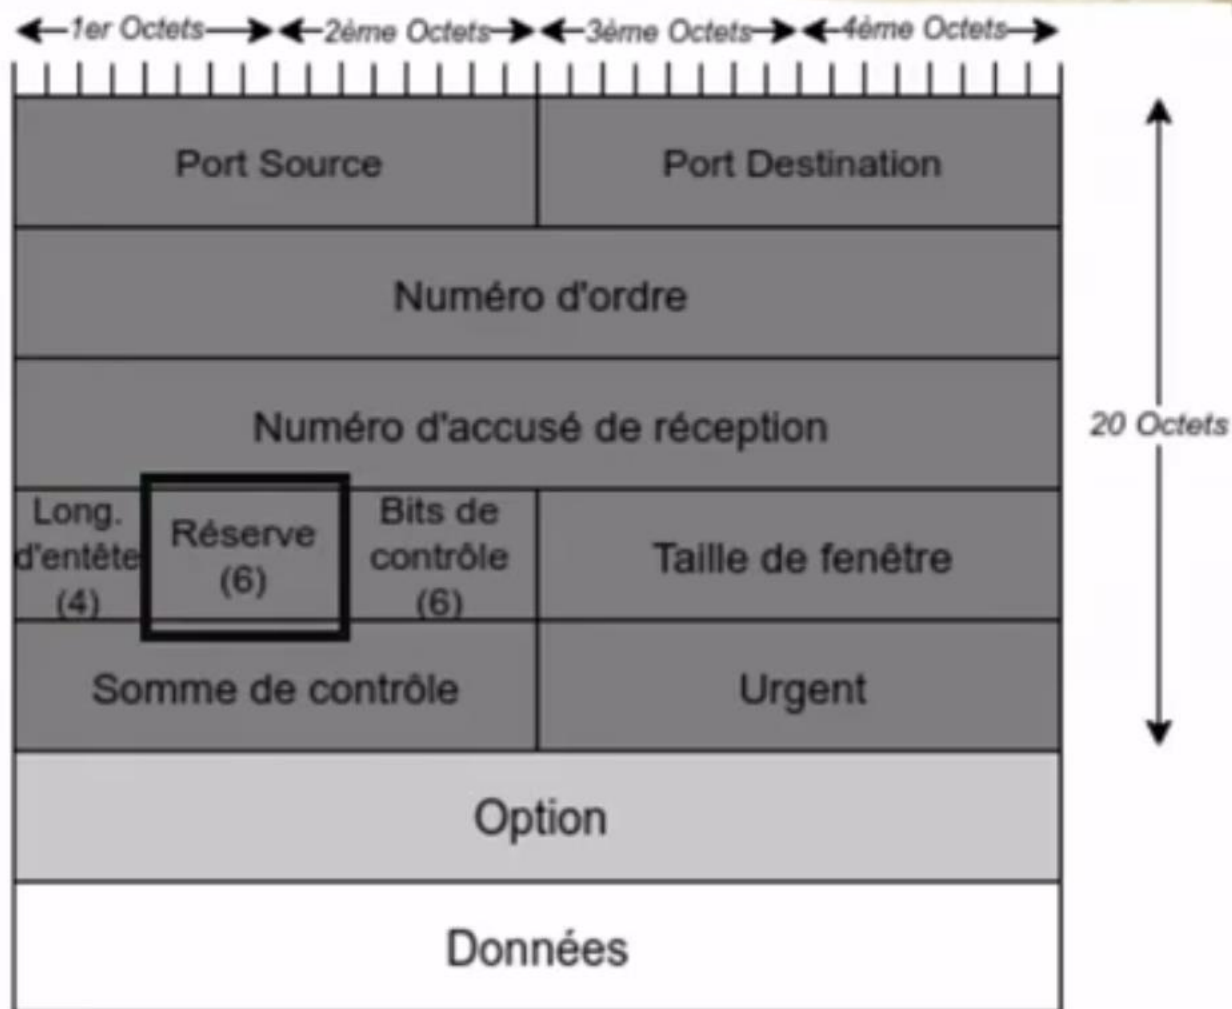 1er Octets 2ème Octets 3ème Octets 4ème Octets
Port Source Port Destination
Numéro d'ordre
Numéro d'accusé de réception
20 Octets
Long.
d'entête
(4)
Réserve
(6)
Bits de
contrôle
(6)
Taille de fenêtre
Somme de contrôle Urgent
Option
Données